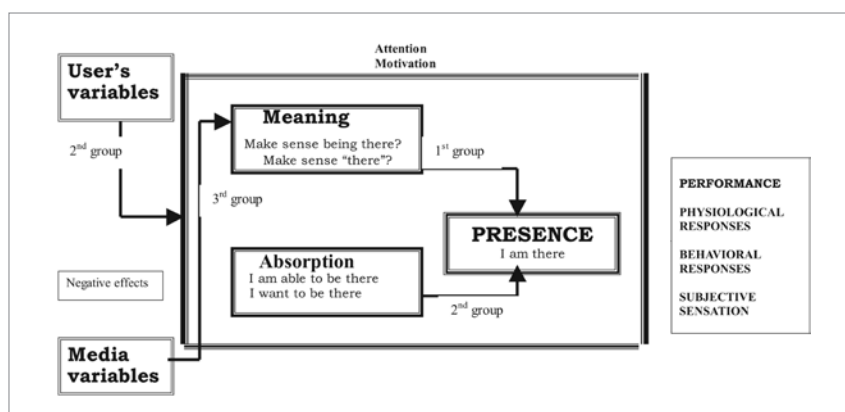 Attention
Motivation
User's
variables
2nd group
Meaning
Make sense being there?
Make sense “there”?
1st group
3rd group
PRESENCE
I am there
Absorption
I am able to be there
I want to be there
2nd group
Negative effects
Media
variables
PERFORMANCE
PHYSIOLOGICAL
RESPONSES
BEHAVIORAL
RESPONSES
SUBJECTIVE
SENSATION